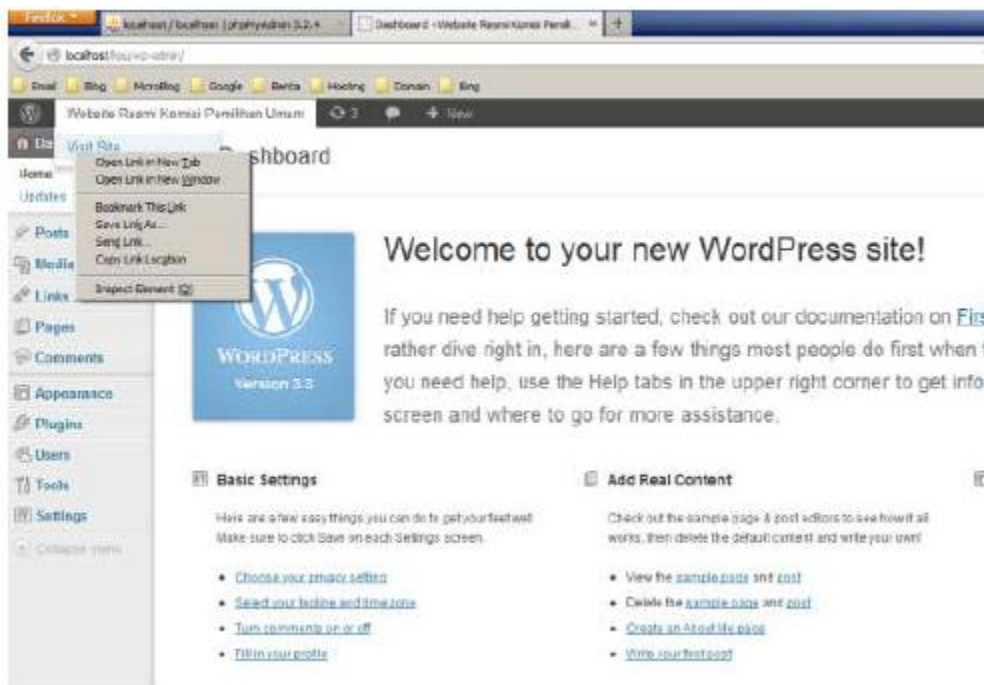 Firefox
localhost / localhost | phpMyAdmin 3.2.4
Dashboard ‹ Website Resmi Komisi Pemili...
localhost/kpu/wp-admin/
Email Blog MicroBlog Google Berita Hosting Domain Bing
Website Resmi Komisi Pemilihan Umum 3 New
Visit Site
Dashboard
Open Link in New Tab
Open Link in New Window
Bookmark This Link
Save Link As...
Send Link...
Copy Link Location
Inspect Element (Q)
Home
Updates
Posts
Media
Links
Pages
Comments
Appearance
Plugins
Users
Tools
Settings
Collapse menu
WORDPRESS
Version 3.3
Welcome to your new WordPress site!
If you need help getting started, check out our documentation on Firs
rather dive right in, here are a few things most people do first when
you need help, use the Help tabs in the upper right corner to get info
screen and where to go for more assistance.
Basic Settings
Here are a few easy things you can do to get your feet wet.
Make sure to click Save on each Settings screen.
• Choose your privacy setting
• Select your tagline and time zone
• Turn comments on or off
• Fill in your profile
Add Real Content
Check out the sample page & post editors to see how it all
works, then delete the default content and write your own!
• View the sample page and post
• Delete the sample page and post
• Create an About Me page
• Write your first post